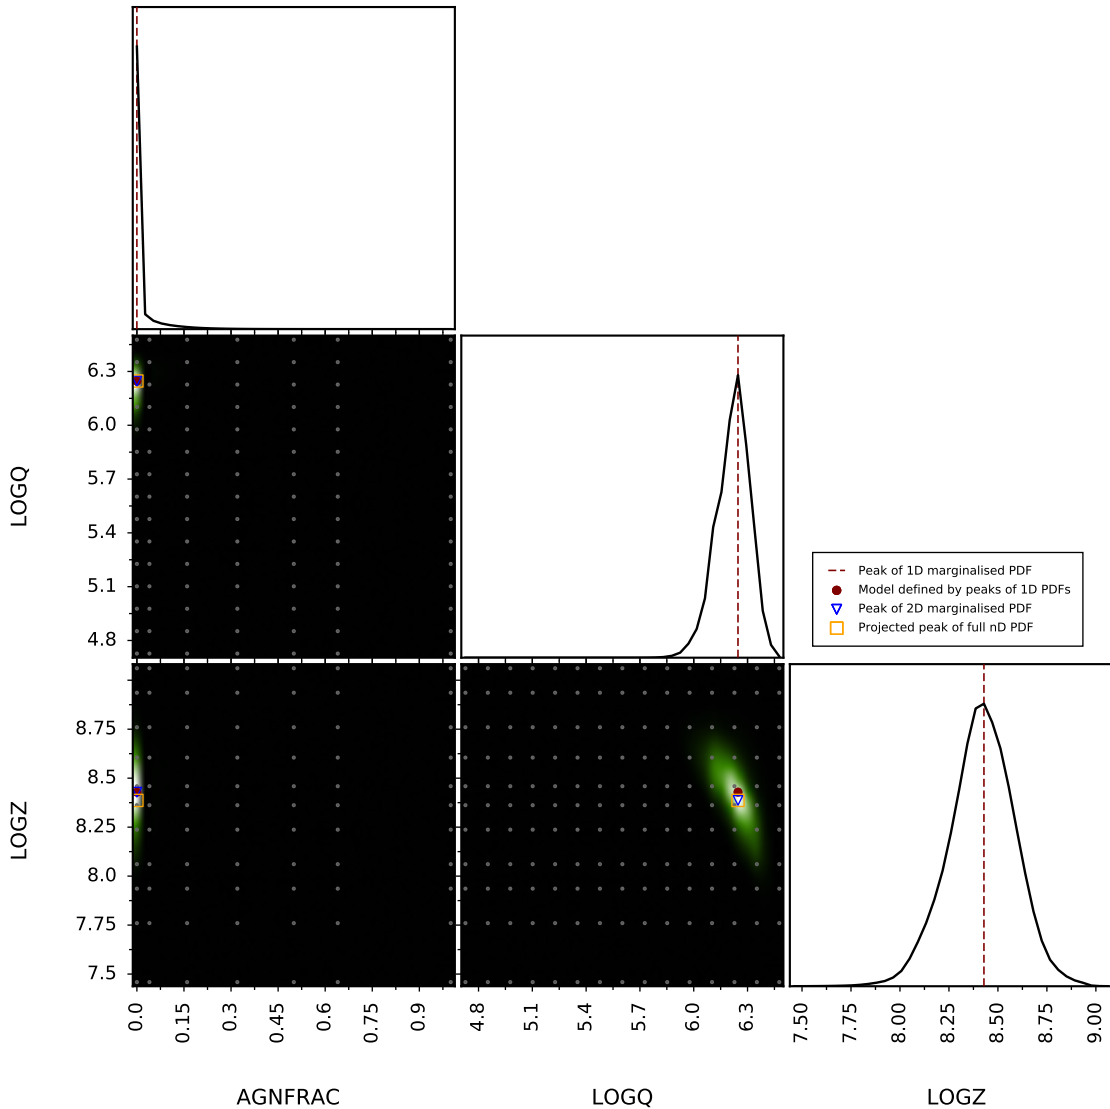 6.3
6.0
5.7
5.4
5.1
4.8
LOGQ
Peak of 1D marginalised PDF
Model defined by peaks of 1D PDFs
Peak of 2D marginalised PDF
Projected peak of full nD PDF
8.75
8.5
8.25
8.0
7.75
7.5
LOGZ
0.0 0.15 0.3 0.45 0.6 0.75 0.9
4.8 5.1 5.4 5.7 6.0 6.3
7.50 7.75 8.00 8.25 8.50 8.75 9.00
AGNFRAC LOGQ LOGZ